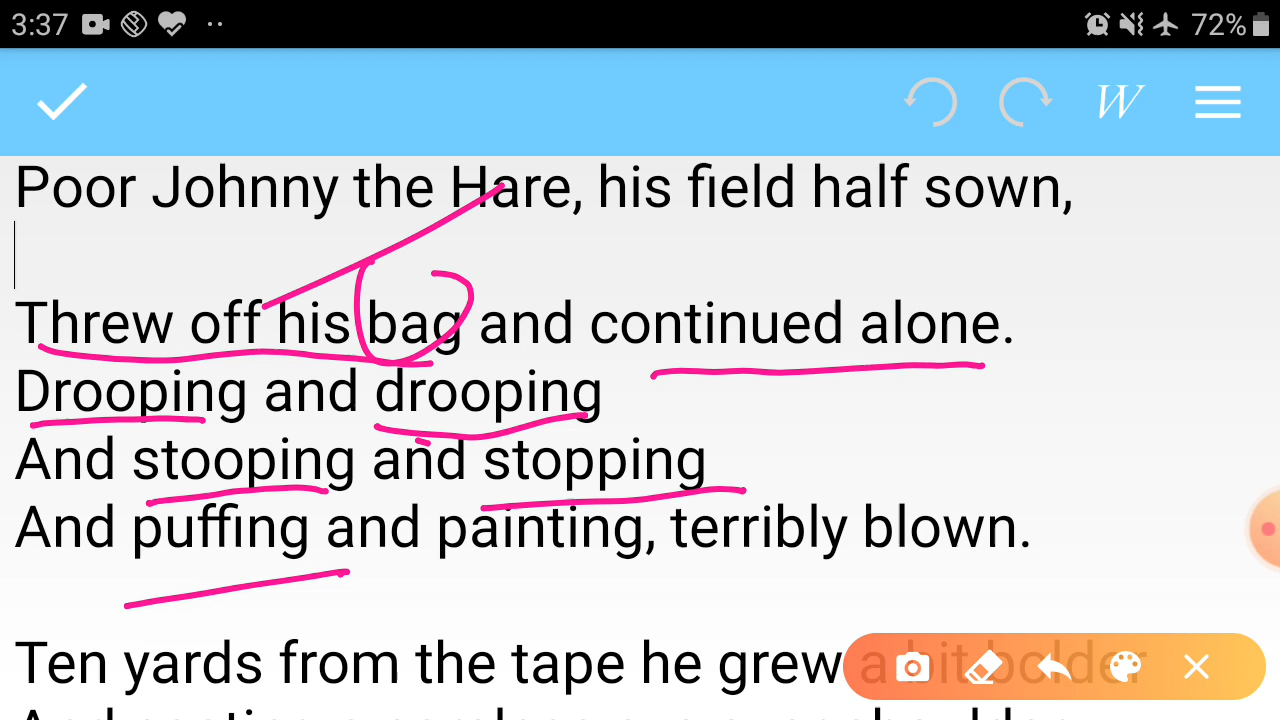 3:37 72%
W
Poor Johnny the Hare, his field half sown,
Threw off his bag and continued alone.
Drooping and drooping
And stooping and stopping
And puffing and painting, terribly blown.
Ten yards from the tape he grew a bit bolder